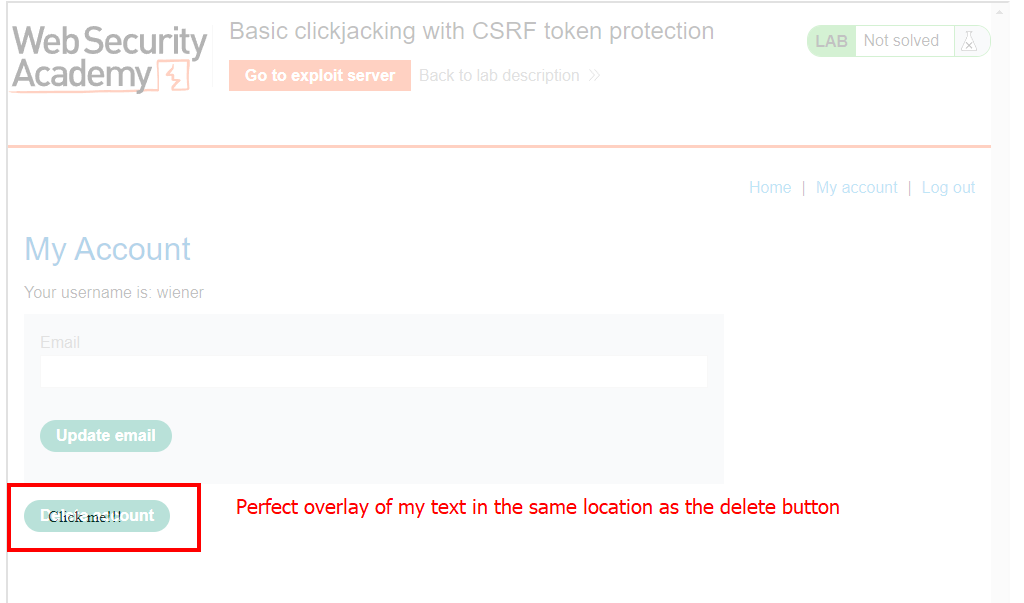 Web Security
Academy
Basic clickjacking with CSRF token protection
Go to exploit server
Back to lab description
LAB
Not solved
Home | My account | Log out
My Account
Your username is: wiener
Email
Update email
Delete account
Click me!!!
Perfect overlay of my text in the same location as the delete button